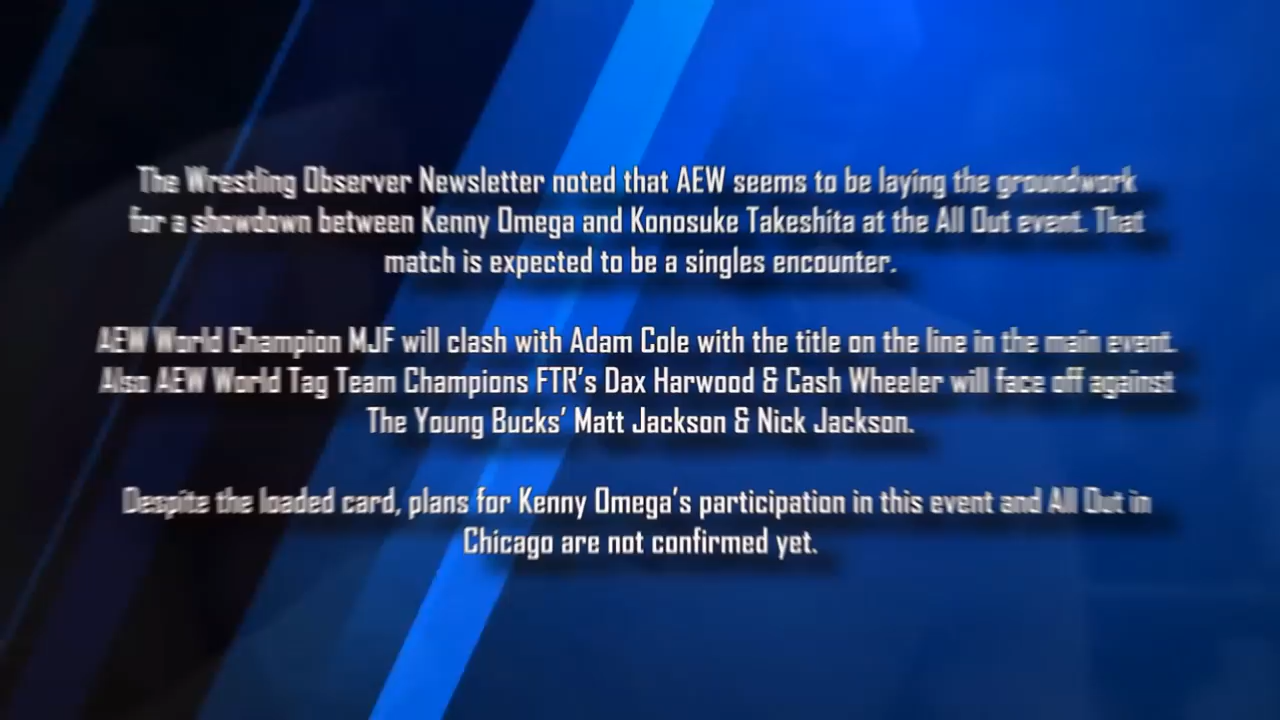 The Wrestling Observer Newsletter noted that AEW seems to be laying the groundwork
for a showdown between Kenny Omega and Konosuke Takeshita at the All Out event. That
match is expected to be a singles encounter.
AEW World Champion MJF will clash with Adam Cole with the title on the line in the main event.
Also AEW World Tag Team Champions FTR's Dax Harwood & Cash Wheeler will face off against
The Young Bucks' Matt Jackson & Nick Jackson.
Despite the loaded card, plans for Kenny Omega's participation in this event and All Out in
Chicago are not confirmed yet.